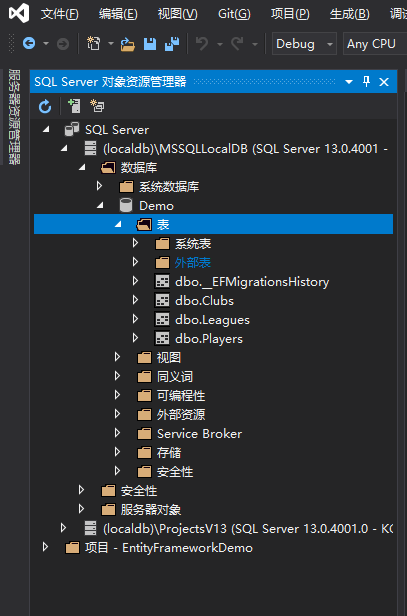 文件(F) 编辑(E) 视图(V) Git(G) 项目(P) 生成(B) 调
Debug Any CPU
服务器资源管理器
SQL Server 对象资源管理器
SQL Server
(localdb)\MSSQLLocalDB (SQL Server 13.0.4001 -
数据库
系统数据库
Demo
表
系统表
外部表
dbo.__EFMigrationsHistory
dbo.Clubs
dbo.Leagues
dbo.Players
视图
同义词
可编程性
外部资源
Service Broker
存储
安全性
安全性
服务器对象
(localdb)\ProjectsV13 (SQL Server 13.0.4001.0 - KO
项目 - EntityFrameworkDemo